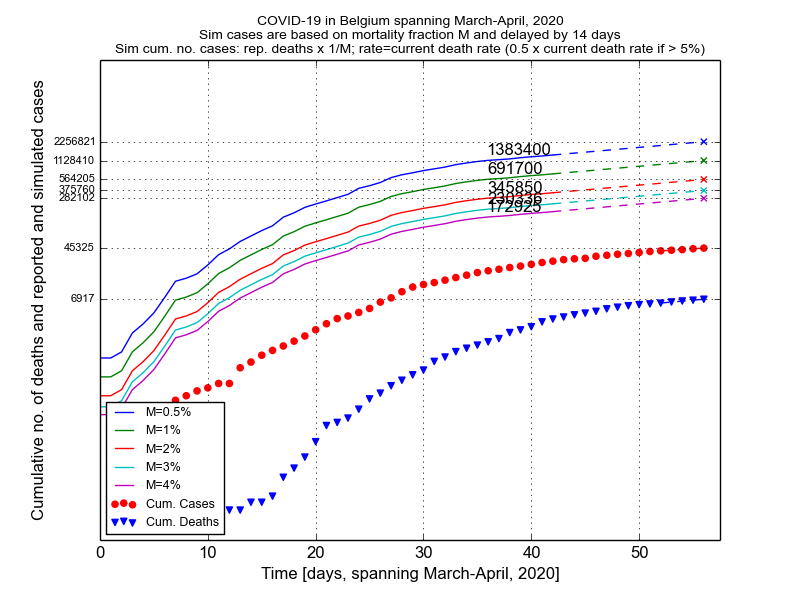 COVID-19 in Belgium spanning March-April, 2020
Sim cases are based on mortality fraction M and delayed by 14 days
Sim cum. no. cases: rep. deaths x 1/M; rate=current death rate (0.5 x current death rate if > 5%)
Cumulative no. of deaths and reported and simulated cases
2256821
1128410
564205
375760
282102
45325
6917
1383400
691700
345850
172925
M=0.5%
M=1%
M=2%
M=3%
M=4%
Cum. Cases
Cum. Deaths
0 10 20 30 40 50
Time [days, spanning March-April, 2020]